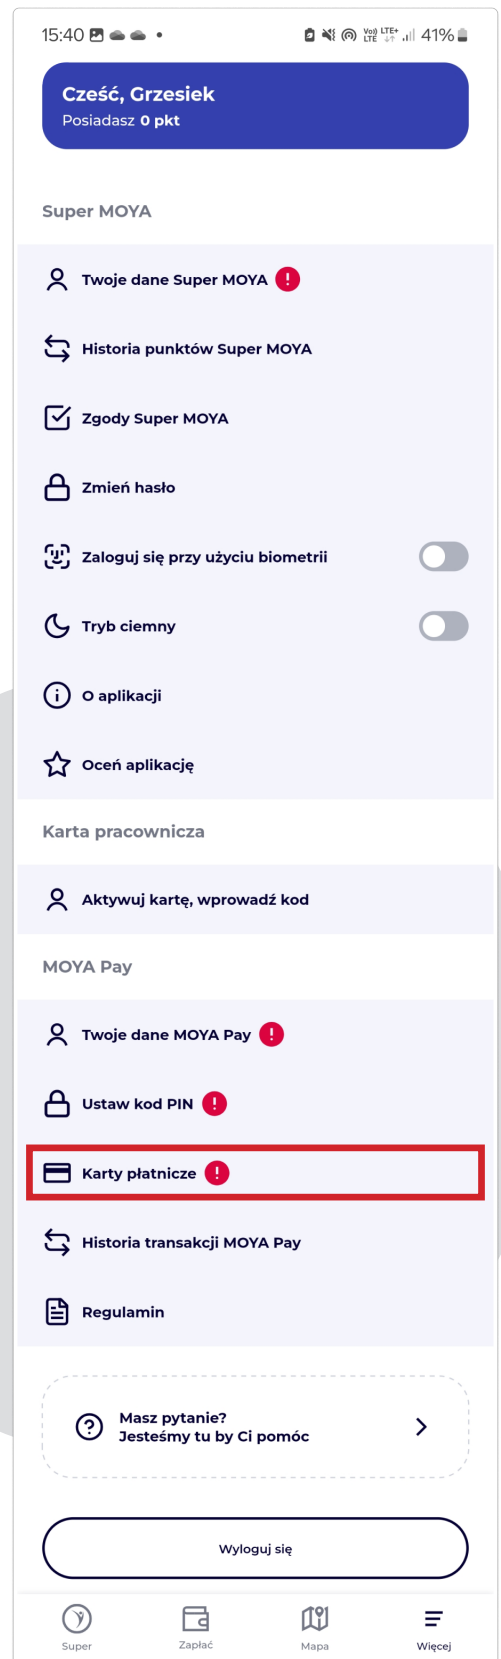 15:40
Vo)) LTE+
LTE
41%
Cześć, Grzesiek
Posiadasz 0 pkt
Super MOYA
Twoje dane Super MOYA !
Historia punktów Super MOYA
Zgody Super MOYA
Zmień hasło
Zaloguj się przy użyciu biometrii
Tryb ciemny
O aplikacji
Oceń aplikację
Karta pracownicza
Aktywuj kartę, wprowadź kod
MOYA Pay
Twoje dane MOYA Pay !
Ustaw kod PIN !
Karty płatnicze !
Historia transakcji MOYA Pay
Regulamin
Masz pytanie?
Jesteśmy tu by Ci pomóc
Wyloguj się
Super
Zapłać
Mapa
Więcej